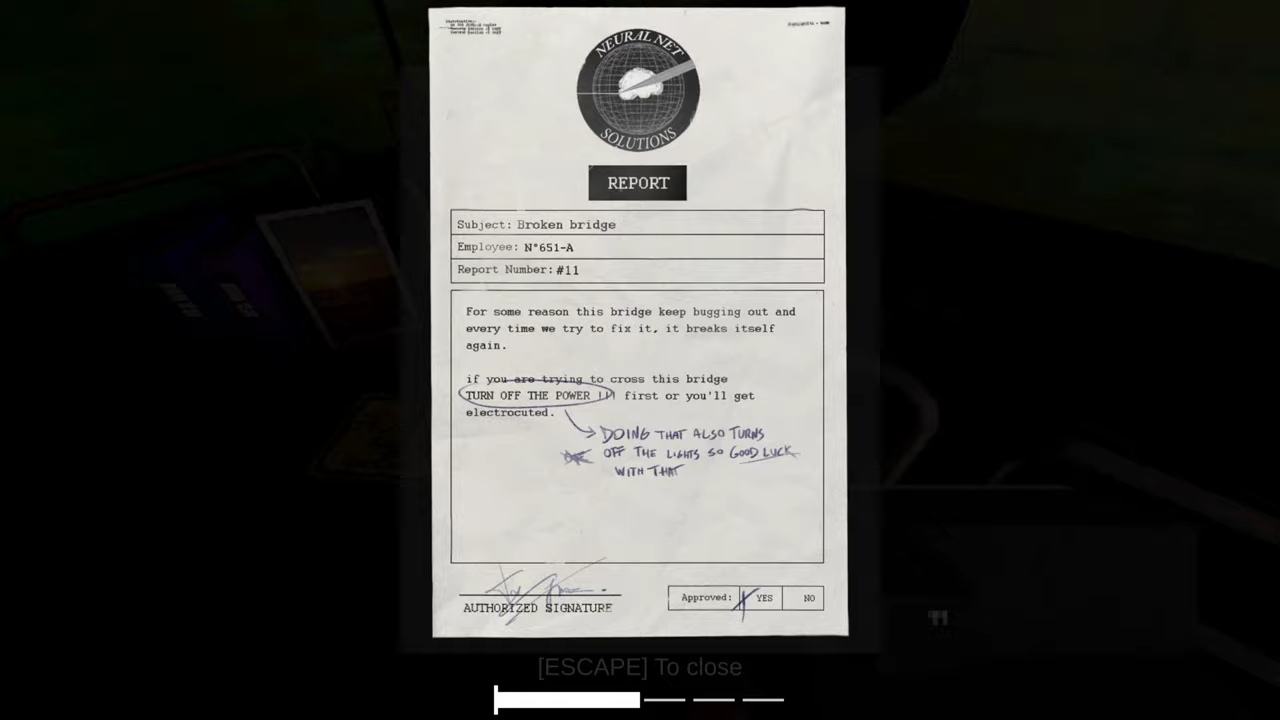 NEURAL NET
SOLUTIONS
REPORT
Subject: Broken bridge
Employee: N°651-A
Report Number: #11
For some reason this bridge keep bugging out and
every time we try to fix it, it breaks itself
again.
if you are trying to cross this bridge
TURN OFF THE POWER !!! first or you'll get
electrocuted.
DOING THAT ALSO TURNS
OFF THE LIGHTS SO GOOD LUCK
WITH THAT
AUTHORIZED SIGNATURE
Approved: YES NO
[ESCAPE] To close